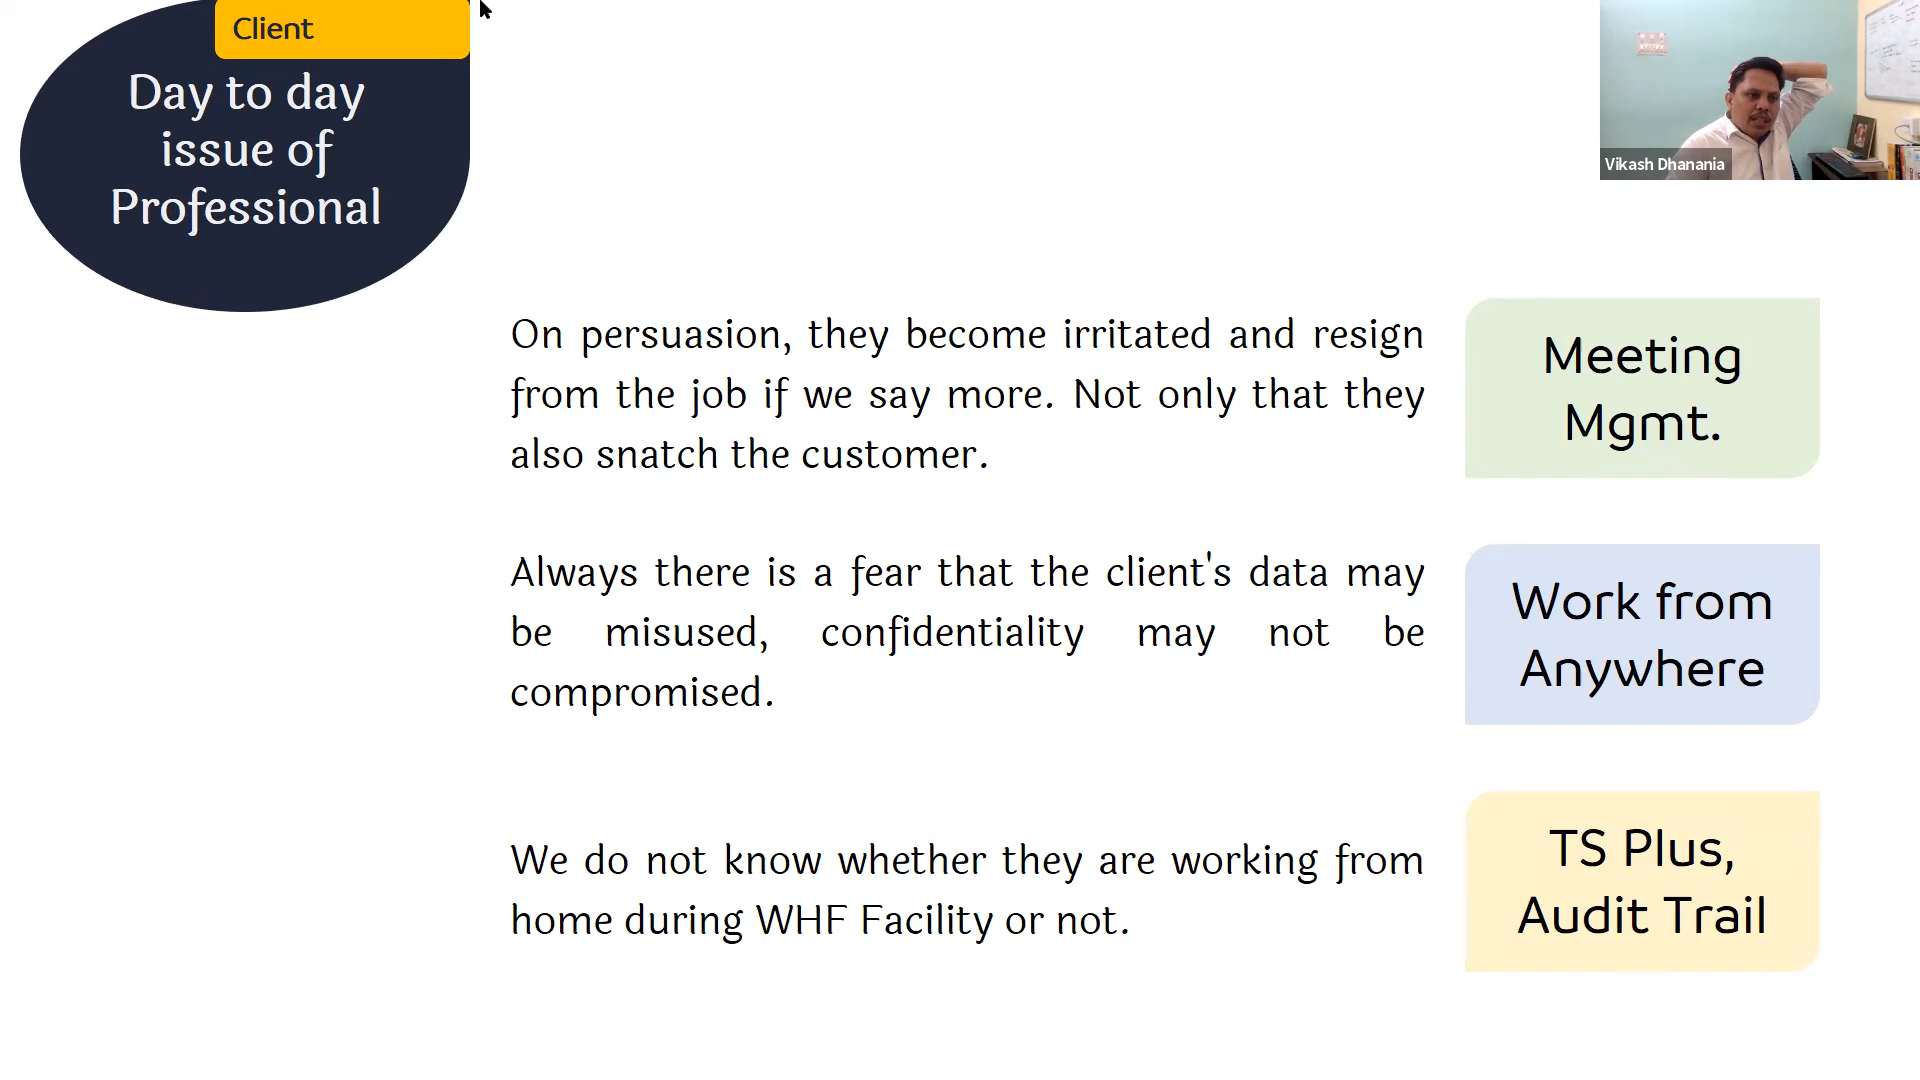 Client
Day to day
issue of
Professional
Vikash Dhanania
On persuasion, they become irritated and resign
from the job if we say more. Not only that they
also snatch the customer.
Meeting
Mgmt.
Always there is a fear that the client's data may
be misused, confidentiality may not be
compromised.
Work from
Anywhere
We do not know whether they are working from
home during WHF Facility or not.
TS Plus,
Audit Trail